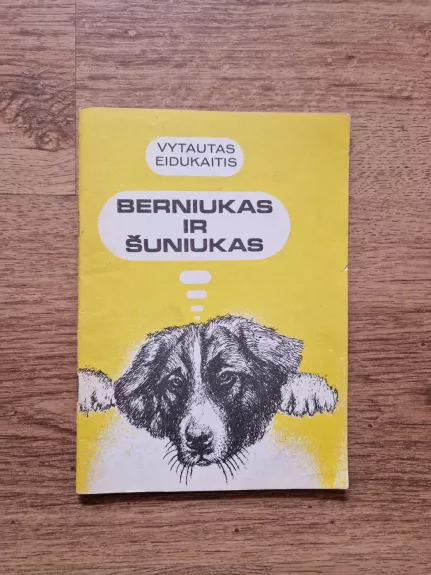 VYTAUTAS
EIDUKAITIS
BERNIUKAS
IR
ŠUNIUKAS